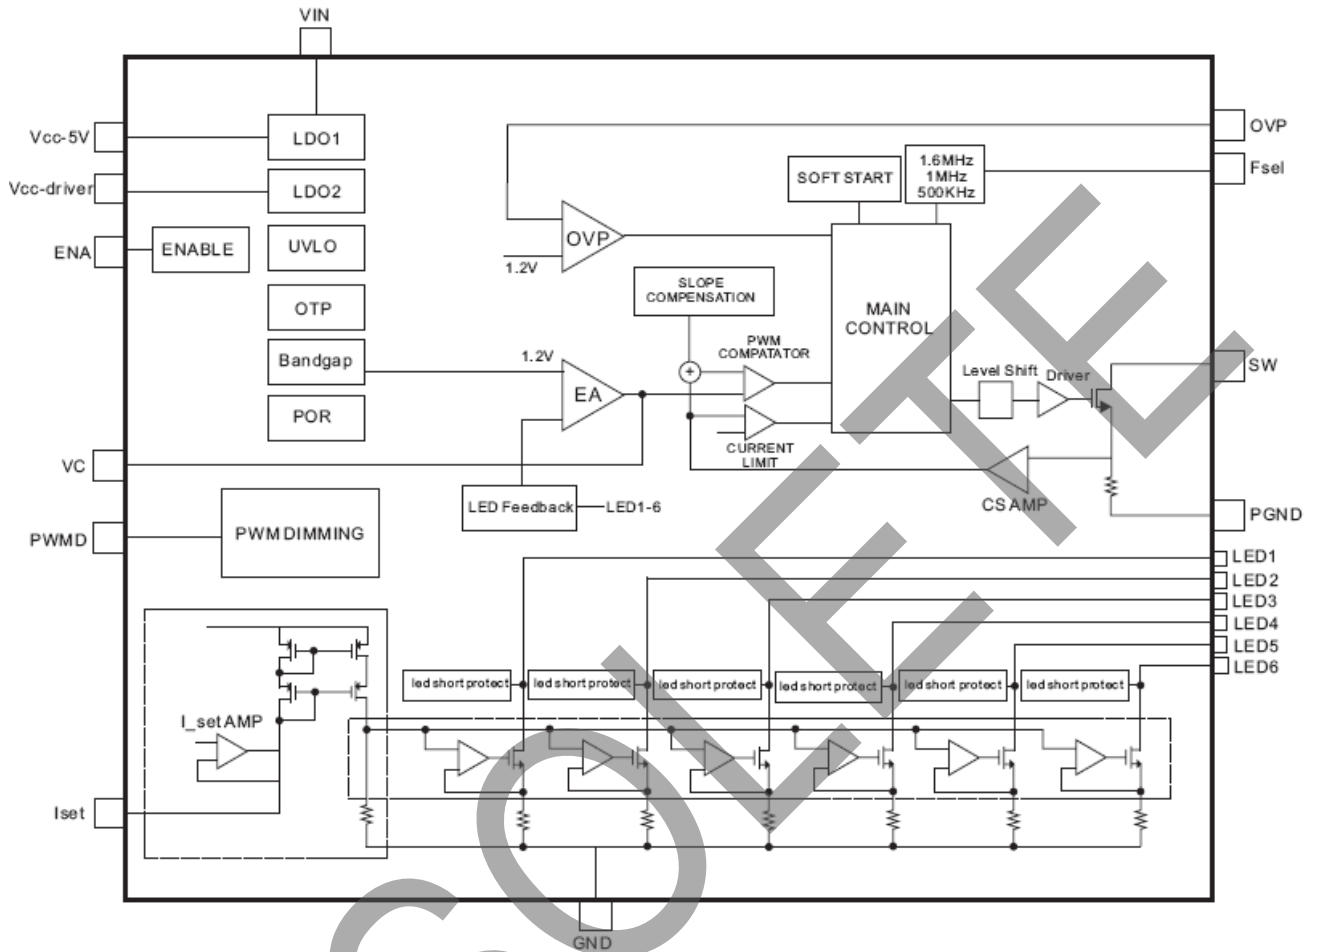 VIN
Vcc-5V
LDO1
OVP
Fsel
1.6MHz
1MHz
500KHz
SOFT START
Vcc-driver
LDO2
ENA
ENABLE
UVLO
OVP
1.2V
SLOPE
COMPENSATION
OTP
MAIN
CONTROL
Bandgap
1.2V
EA
PWM
COMPATATOR
+
Level Shift
Driver
SW
POR
CURRENT
LIMIT
VC
LED Feedback
LED1-6
CS AMP
PGND
PWMD
PWM DIMMING
LED1
LED2
LED3
LED4
LED5
LED6
led short protect
led short protect
led short protect
led short protect
led short protect
led short protect
I_set AMP
Iset
GND
COLETE